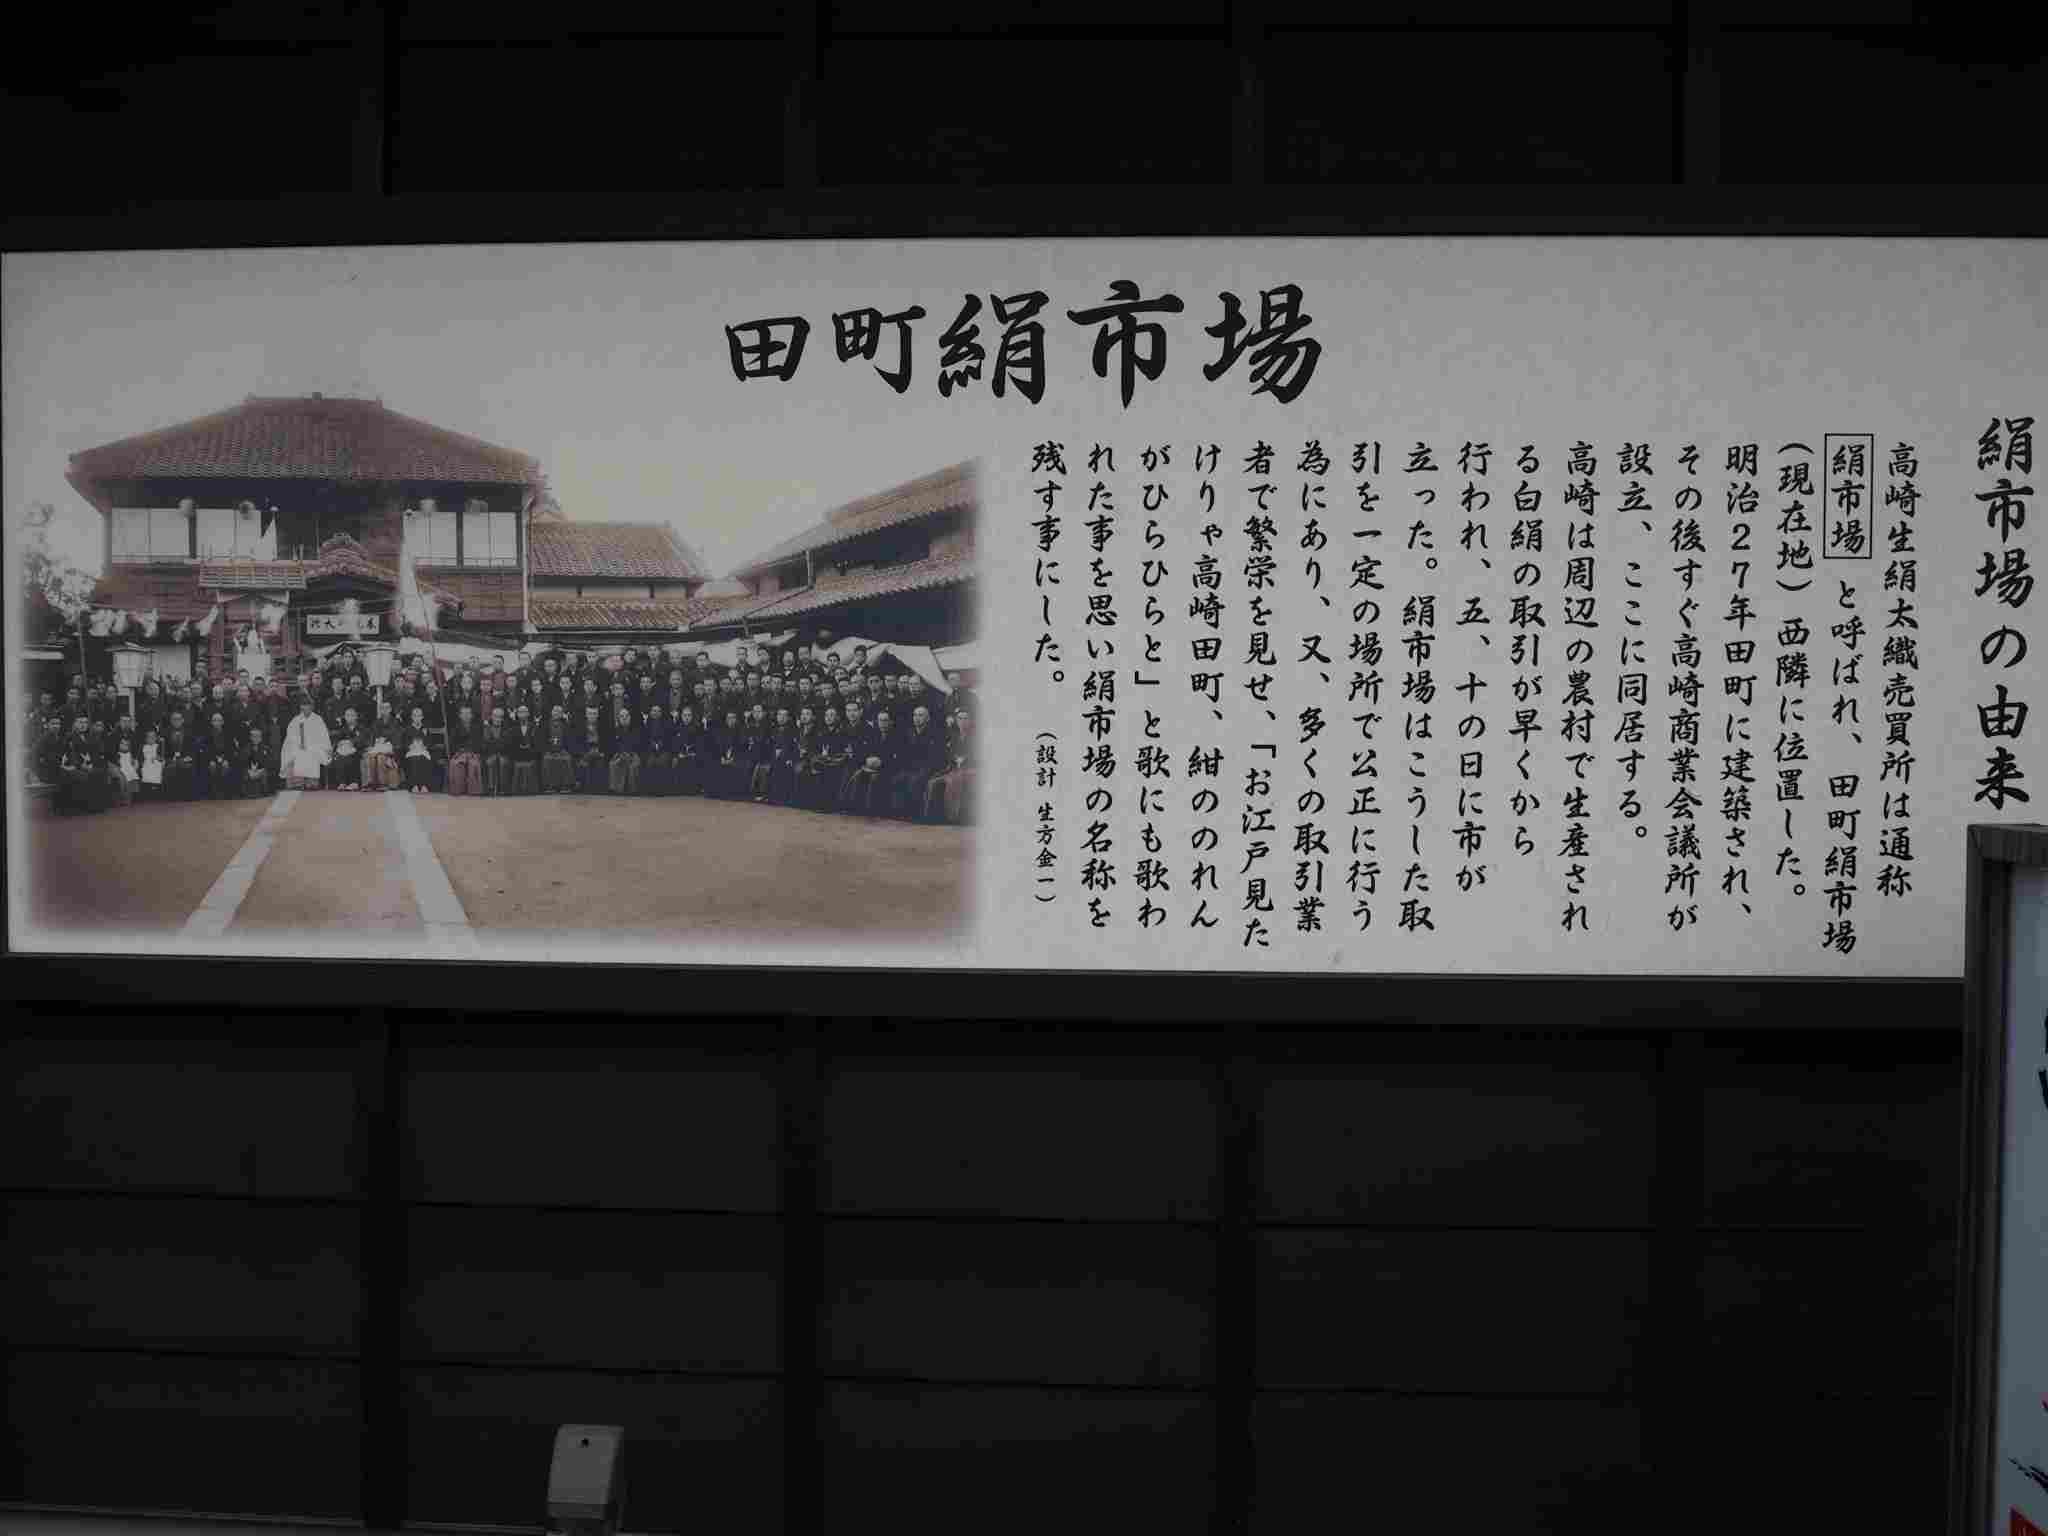 田町絹市場
絹市場の由来
高崎生絹太織売買所は通称
絹市場 と呼ばれ、田町絹市場
(現在地)西隣に位置した。
明治27年田町に建築され、
その後すぐ高崎商業会議所が
設立、ここに同居する。
高崎は周辺の農村で生産され
る白絹の取引が早くから
行われ、五、十の日に市が
立った。絹市場はこうした取
引を一定の場所で公正に行う
為にあり、又、多くの取引業
者で繁栄を見せ、「お江戸見た
けりゃ高崎田町、紺ののれん
がひらひらと」と歌にも歌わ
れた事を思い絹市場の名称を
残す事にした。 (設計 生方金一)